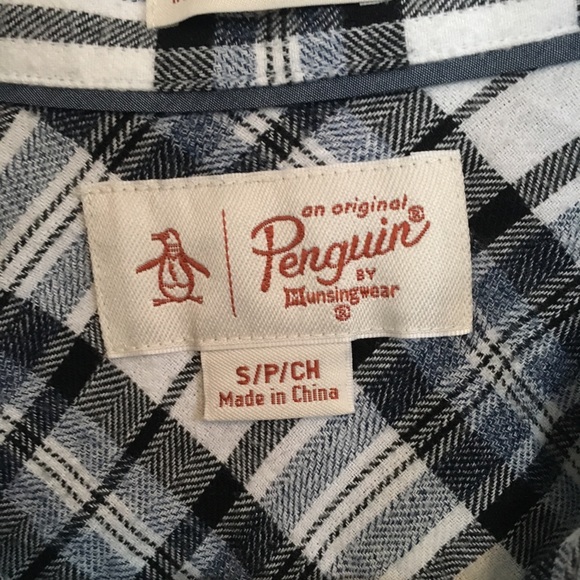 an original
Penguin®
BY
Munsingwear
®
S/P/CH
Made in China